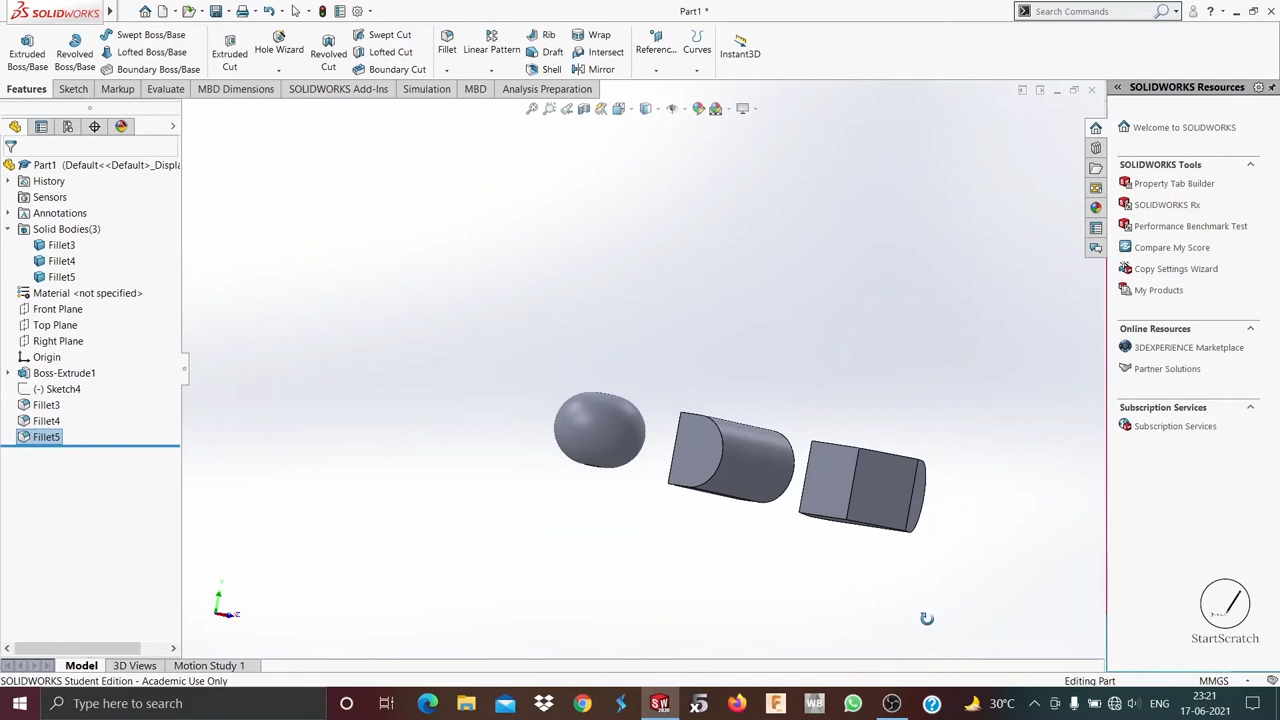 SOLIDWORKS
Part1 *
Search Commands
Extruded Boss/Base
Revolved Boss/Base
Swept Boss/Base
Lofted Boss/Base
Boundary Boss/Base
Extruded Cut
Hole Wizard
Revolved Cut
Swept Cut
Lofted Cut
Boundary Cut
Fillet
Linear Pattern
Rib
Draft
Shell
Wrap
Intersect
Mirror
Referenc...
Curves
Instant3D
Features
Sketch
Markup
Evaluate
MBD Dimensions
SOLIDWORKS Add-Ins
Simulation
MBD
Analysis Preparation
Part1 (Default<<Default>_Displa
History
Sensors
Annotations
Solid Bodies(3)
Fillet3
Fillet4
Fillet5
Material <not specified>
Front Plane
Top Plane
Right Plane
Origin
Boss-Extrude1
(-) Sketch4
Fillet3
Fillet4
Fillet5
Y
Z
SOLIDWORKS Resources
Welcome to SOLIDWORKS
SOLIDWORKS Tools
Property Tab Builder
SOLIDWORKS Rx
Performance Benchmark Test
Compare My Score
Copy Settings Wizard
My Products
Online Resources
3DEXPERIENCE Marketplace
Partner Solutions
Subscription Services
Subscription Services
StartScratch
Model
3D Views
Motion Study 1
SOLIDWORKS Student Edition - Academic Use Only
Editing Part
MMGS
Type here to search
SW
2020
WB
30°C
ENG
23:21
17-06-2021